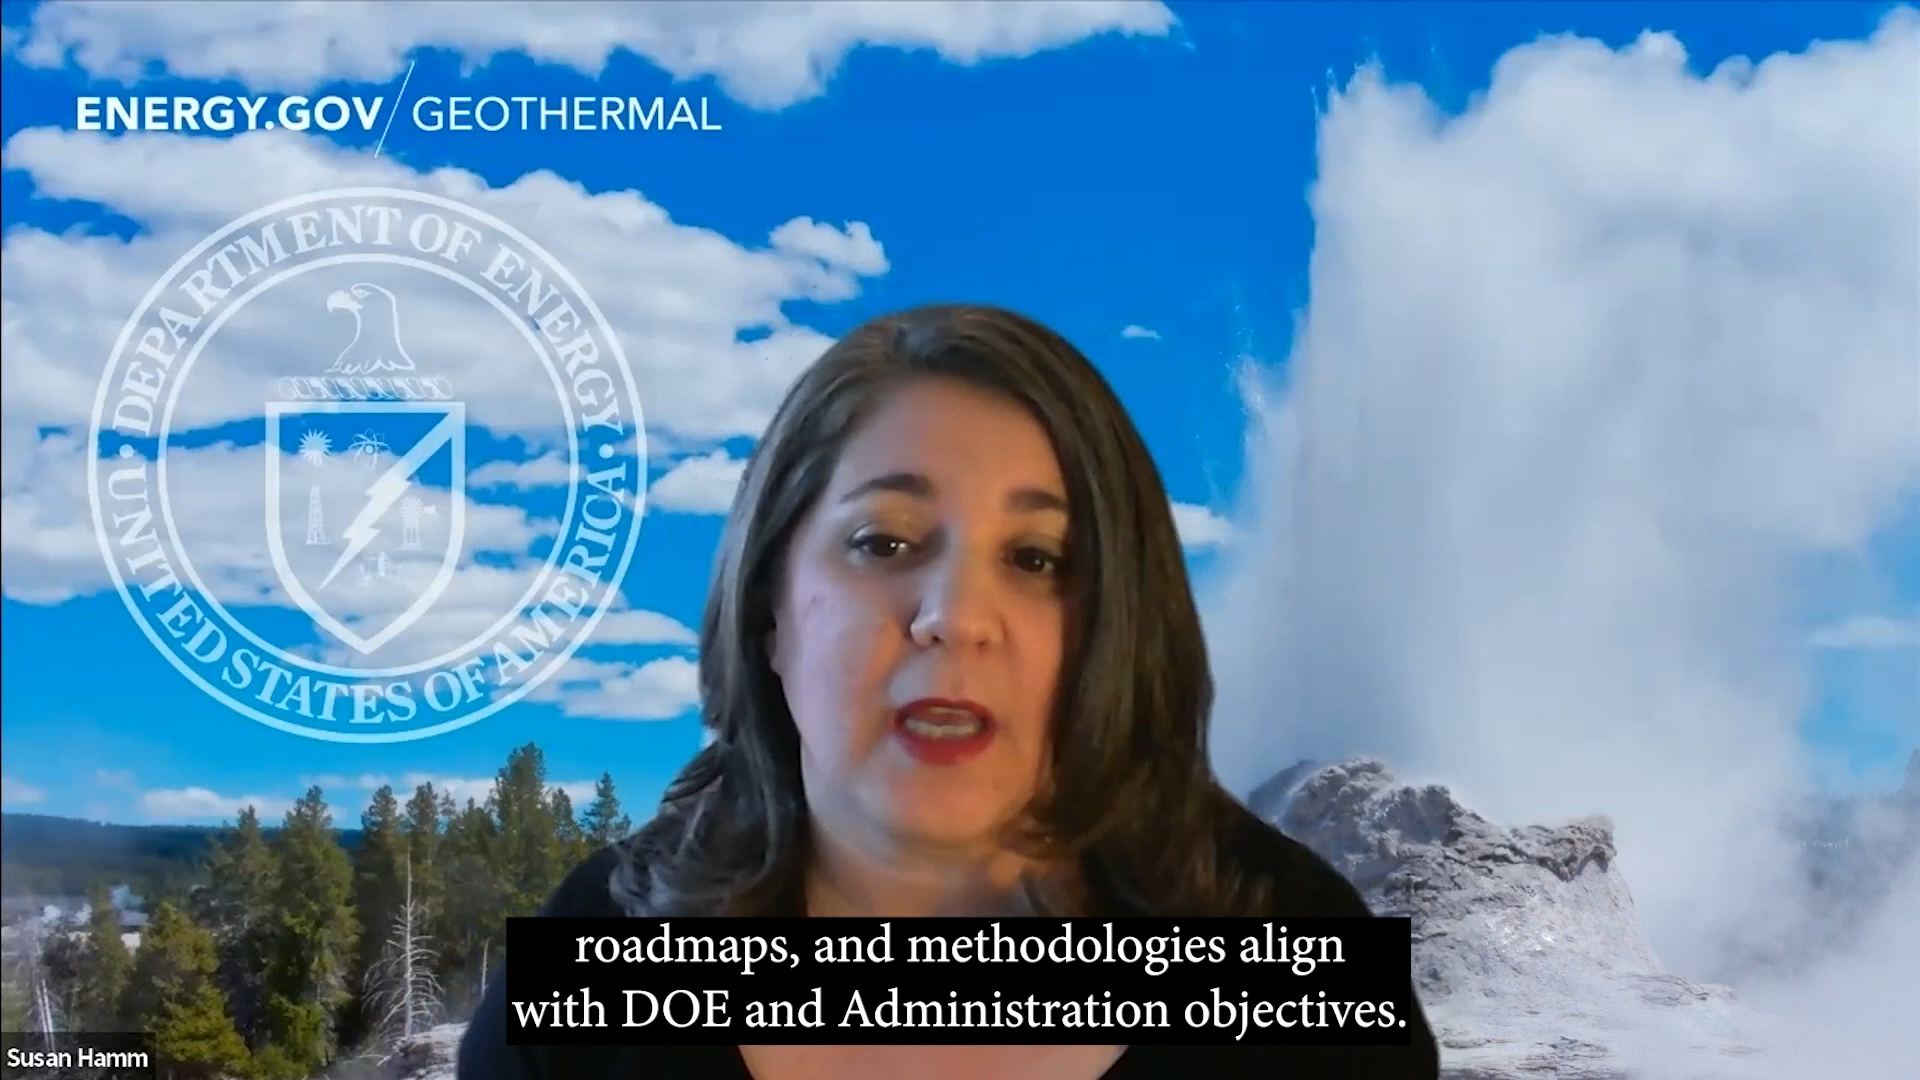 ENERGY.GOV/GEOTHERMAL
DEPARTMENT OF ENERGY
UNITED STATES OF AMERICA
roadmaps, and methodologies align
with DOE and Administration objectives.
Susan Hamm